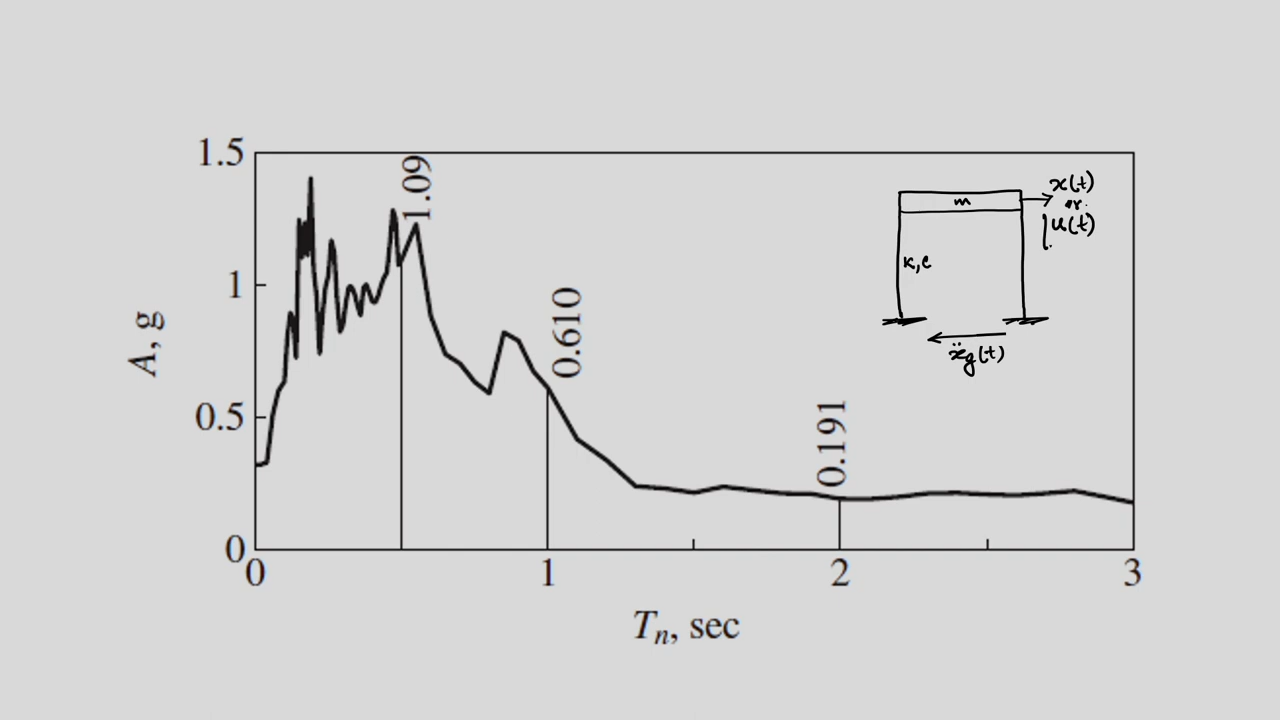 1.5
1
0.5
0
A, g
1.09
0.610
0.191
0
1
2
3
Tₙ, sec
m
x(t)
or
u(t)
k, c
ẍg(t)